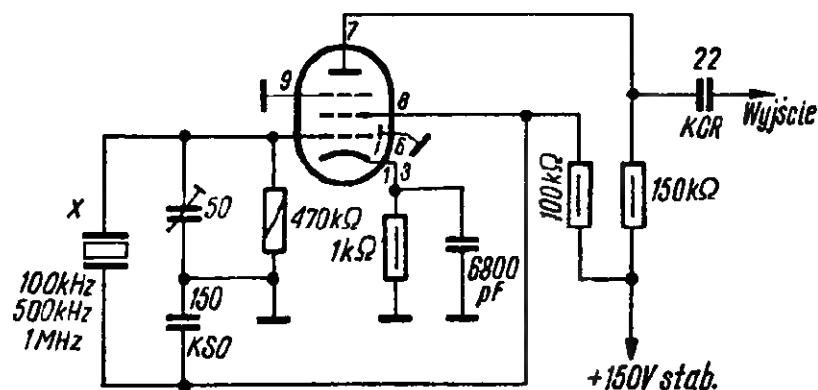 7
9
8
6
1 3
22
KCR
Wyjście
X
50
470kΩ
1kΩ
6800
pF
100kΩ
150kΩ
100kHz
500kHz
1MHz
150
KSO
+150V stab.